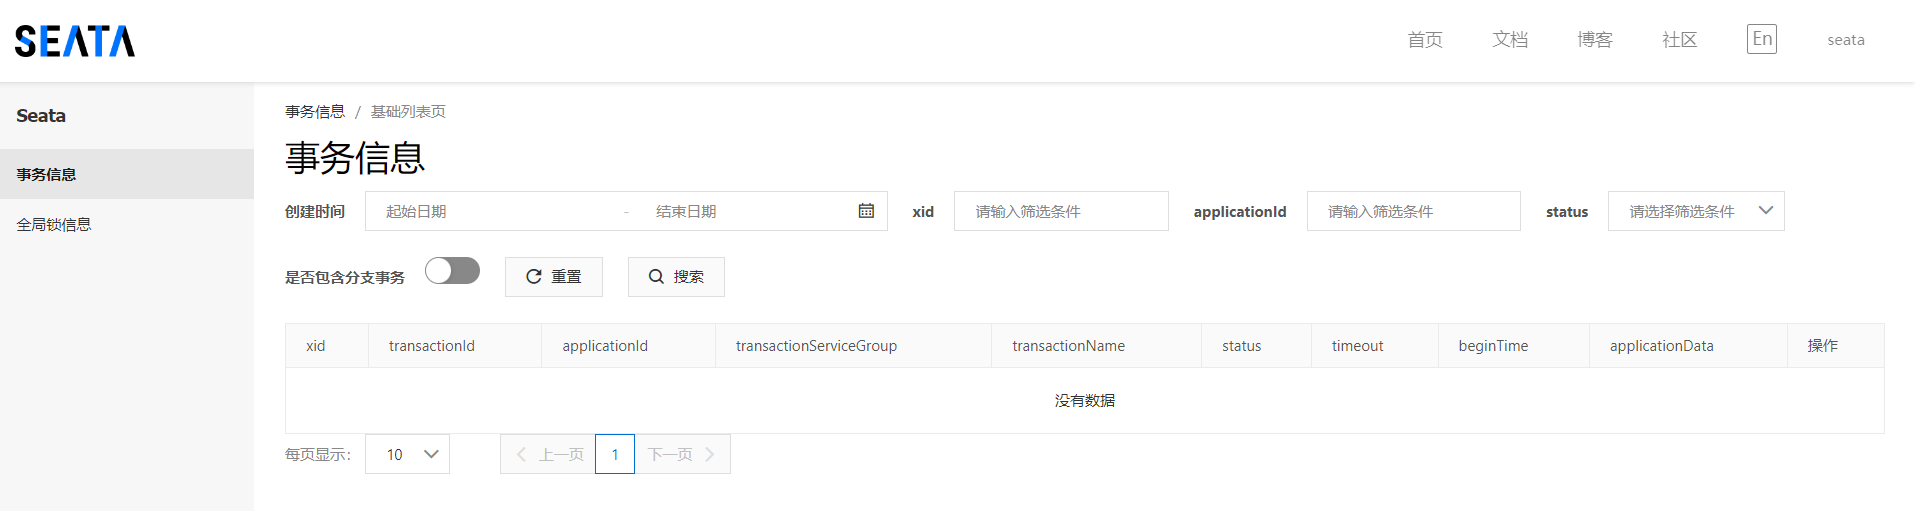 SEATA 首页 文档 博客 社区 En seata
Seata
事务信息
全局锁信息
事务信息 / 基础列表页
事务信息
创建时间 起始日期 - 结束日期 xid 请输入筛选条件 applicationId 请输入筛选条件 status 请选择筛选条件
是否包含分支事务 重置 搜索
xid transactionId applicationId transactionServiceGroup transactionName status timeout beginTime applicationData 操作
没有数据
每页显示: 10 上一页 1 下一页